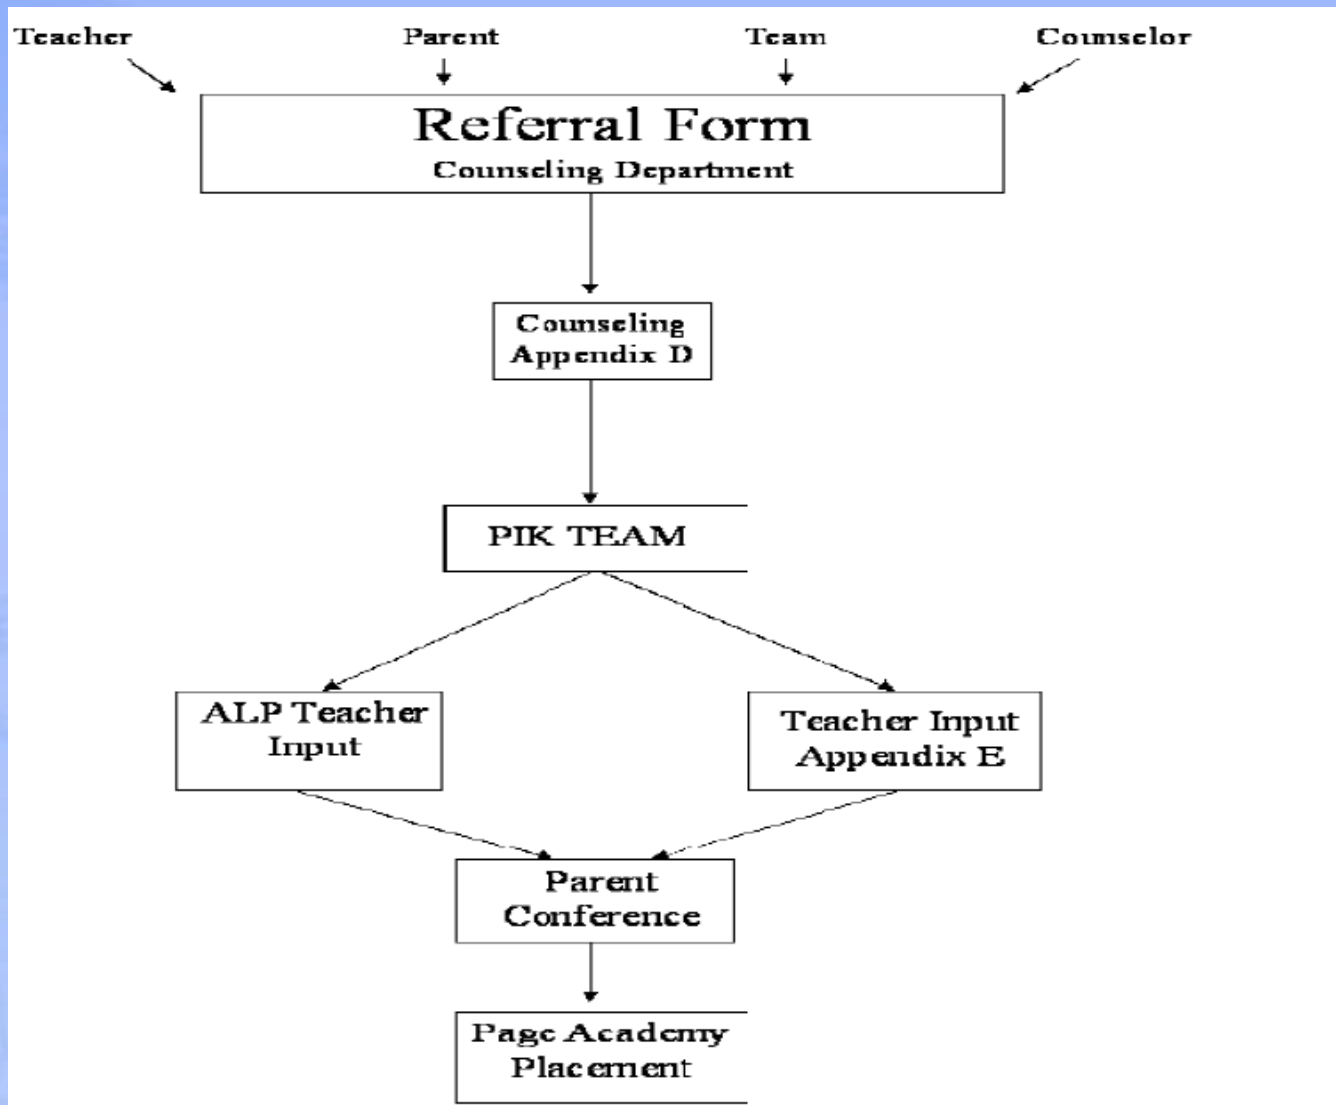 Teacher Parent Team Counselor
Referral Form
Counseling Department
Counseling
Appendix D
PIK TEAM
ALP Teacher
Input
Teacher Input
Appendix E
Parent
Conference
Page Academy
Placement